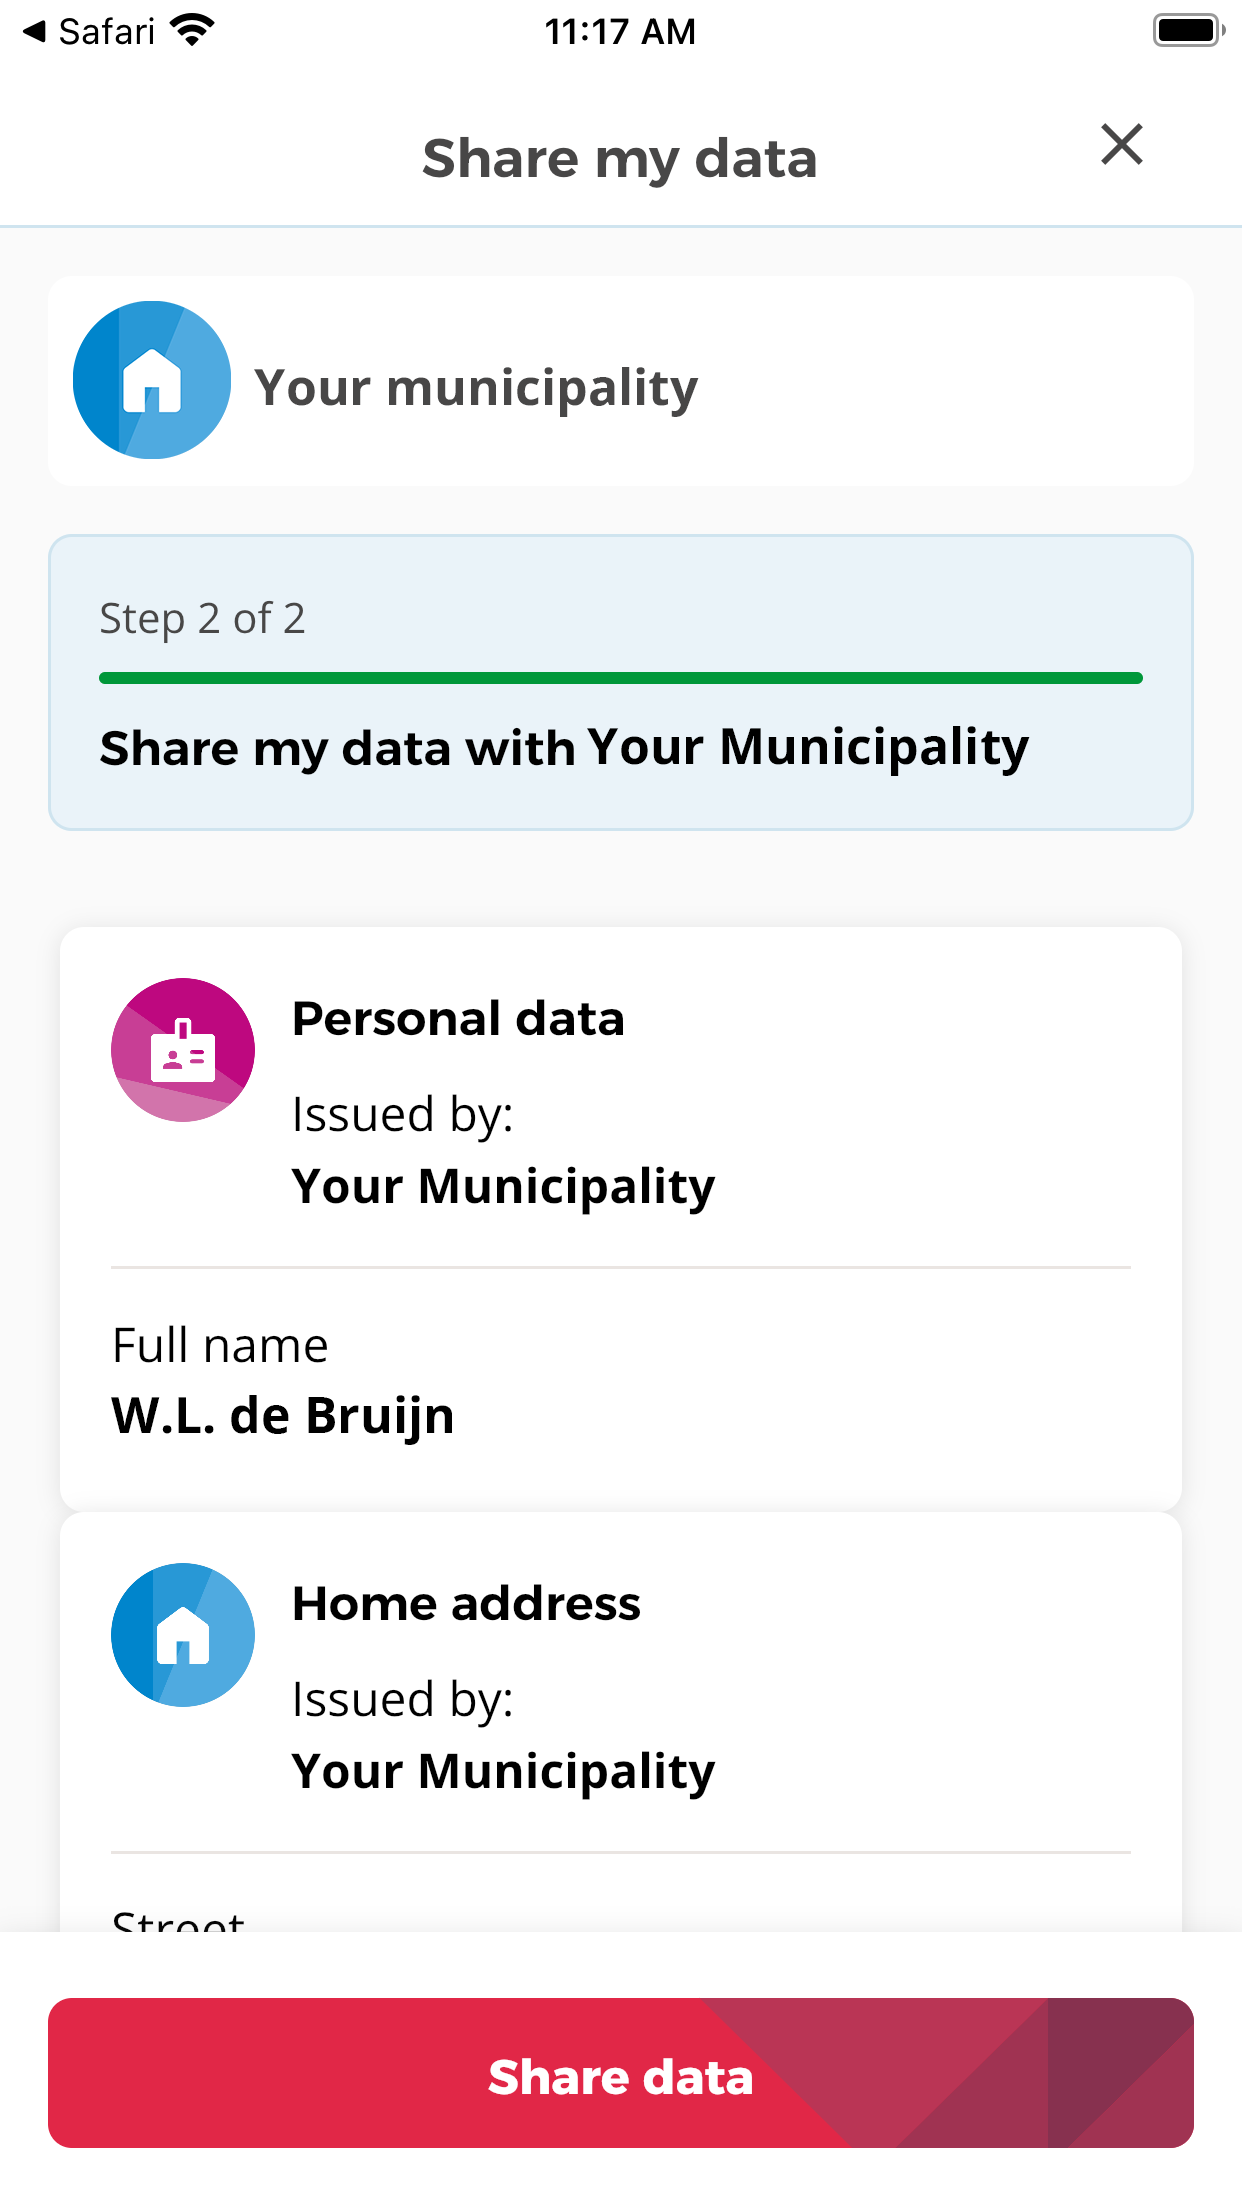 Safari 11:17 AM
Share my data
Your municipality
Step 2 of 2
Share my data with Your Municipality
Personal data
Issued by:
Your Municipality
Full name
W.L. de Bruijn
Home address
Issued by:
Your Municipality
Street
Share data